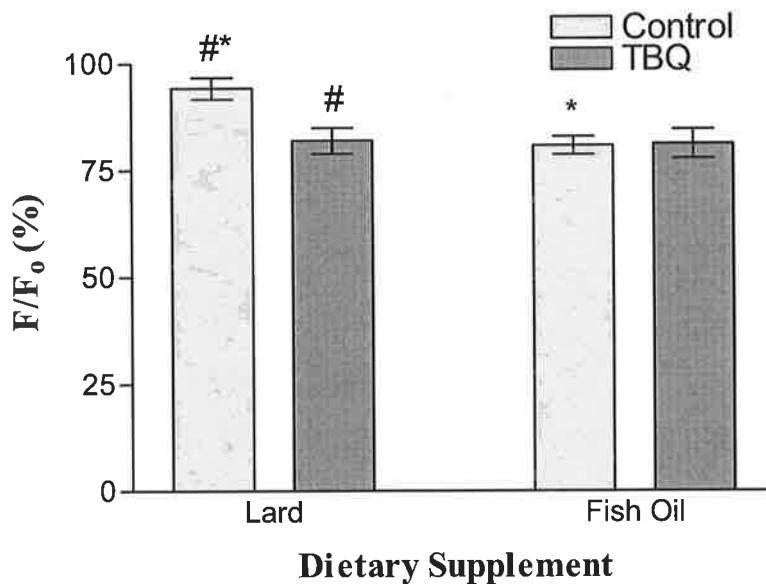 Control
TBQ
#*
#
*
100
75
50
25
0
F/F₀ (%)
Lard
Fish Oil
Dietary Supplement